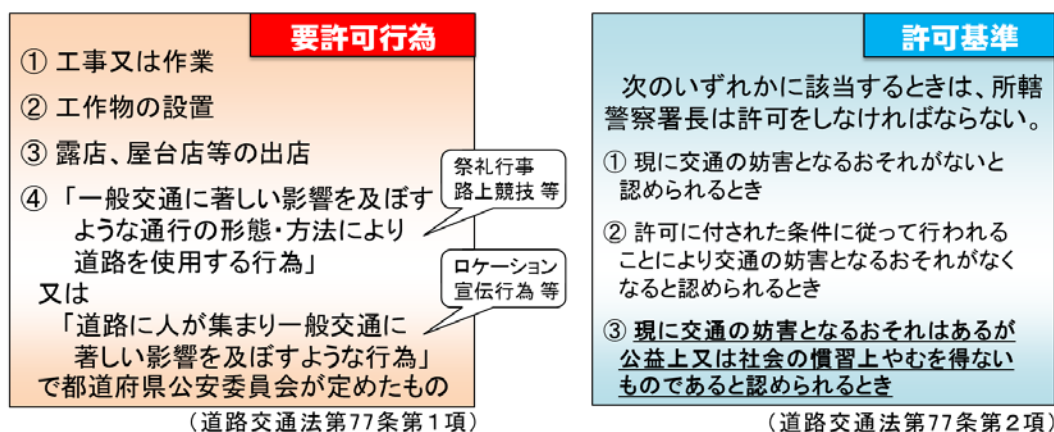 要許可行為
① 工事又は作業
② 工作物の設置
③ 露店、屋台店等の出店
④ 「一般交通に著しい影響を及ぼす
ような通行の形態・方法により
道路を使用する行為」
祭礼行事
路上競技 等
又は
「道路に人が集まり一般交通に
著しい影響を及ぼすような行為」
ロケーション
宣伝行為 等
で都道府県公安委員会が定めたもの
(道路交通法第77条第1項)
許可基準
次のいずれかに該当するときは、所轄
警察署長は許可をしなければならない。
① 現に交通の妨害となるおそれがないと
認められるとき
② 許可に付された条件に従って行われる
ことにより交通の妨害となるおそれがなく
なると認められるとき
③ 現に交通の妨害となるおそれはあるが
公益上又は社会の慣習上やむを得ない
ものであると認められるとき
(道路交通法第77条第2項)